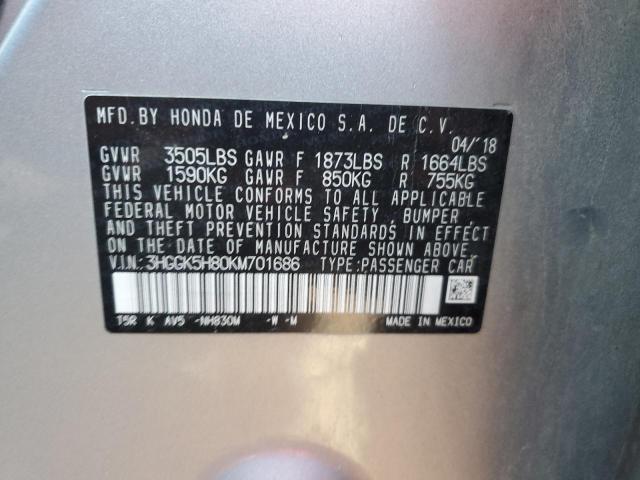 MFD.BY HONDA DE MEXICO S.A. DE C.V.
04/'18
GVWR 3505LBS GAWR F 1873LBS R 1664LBS
GVWR 1590KG GAWR F 850KG R 755KG
THIS VEHICLE CONFORMS TO ALL APPLICABLE
FEDERAL MOTOR VEHICLE SAFETY, BUMPER,
AND THEFT PREVENTION STANDARDS IN EFFECT
ON THE DATE OF MANUFACTURE SHOWN ABOVE.
V.I.N.:3HGGK5H80KM701686 TYPE:PASSENGER CAR
T5R K AV5 -NH830M -W -M MADE IN MEXICO